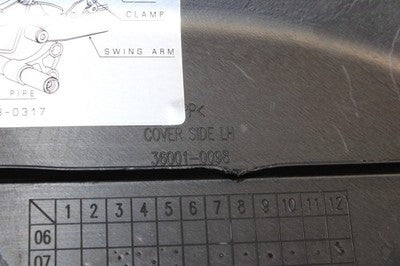 CLAMP
SWING ARM
PIPE
-0317
>PP<
COVER SIDE LH
36001-0098
1 2 3 4 5 6 7 8 9 10 11 12
06
07